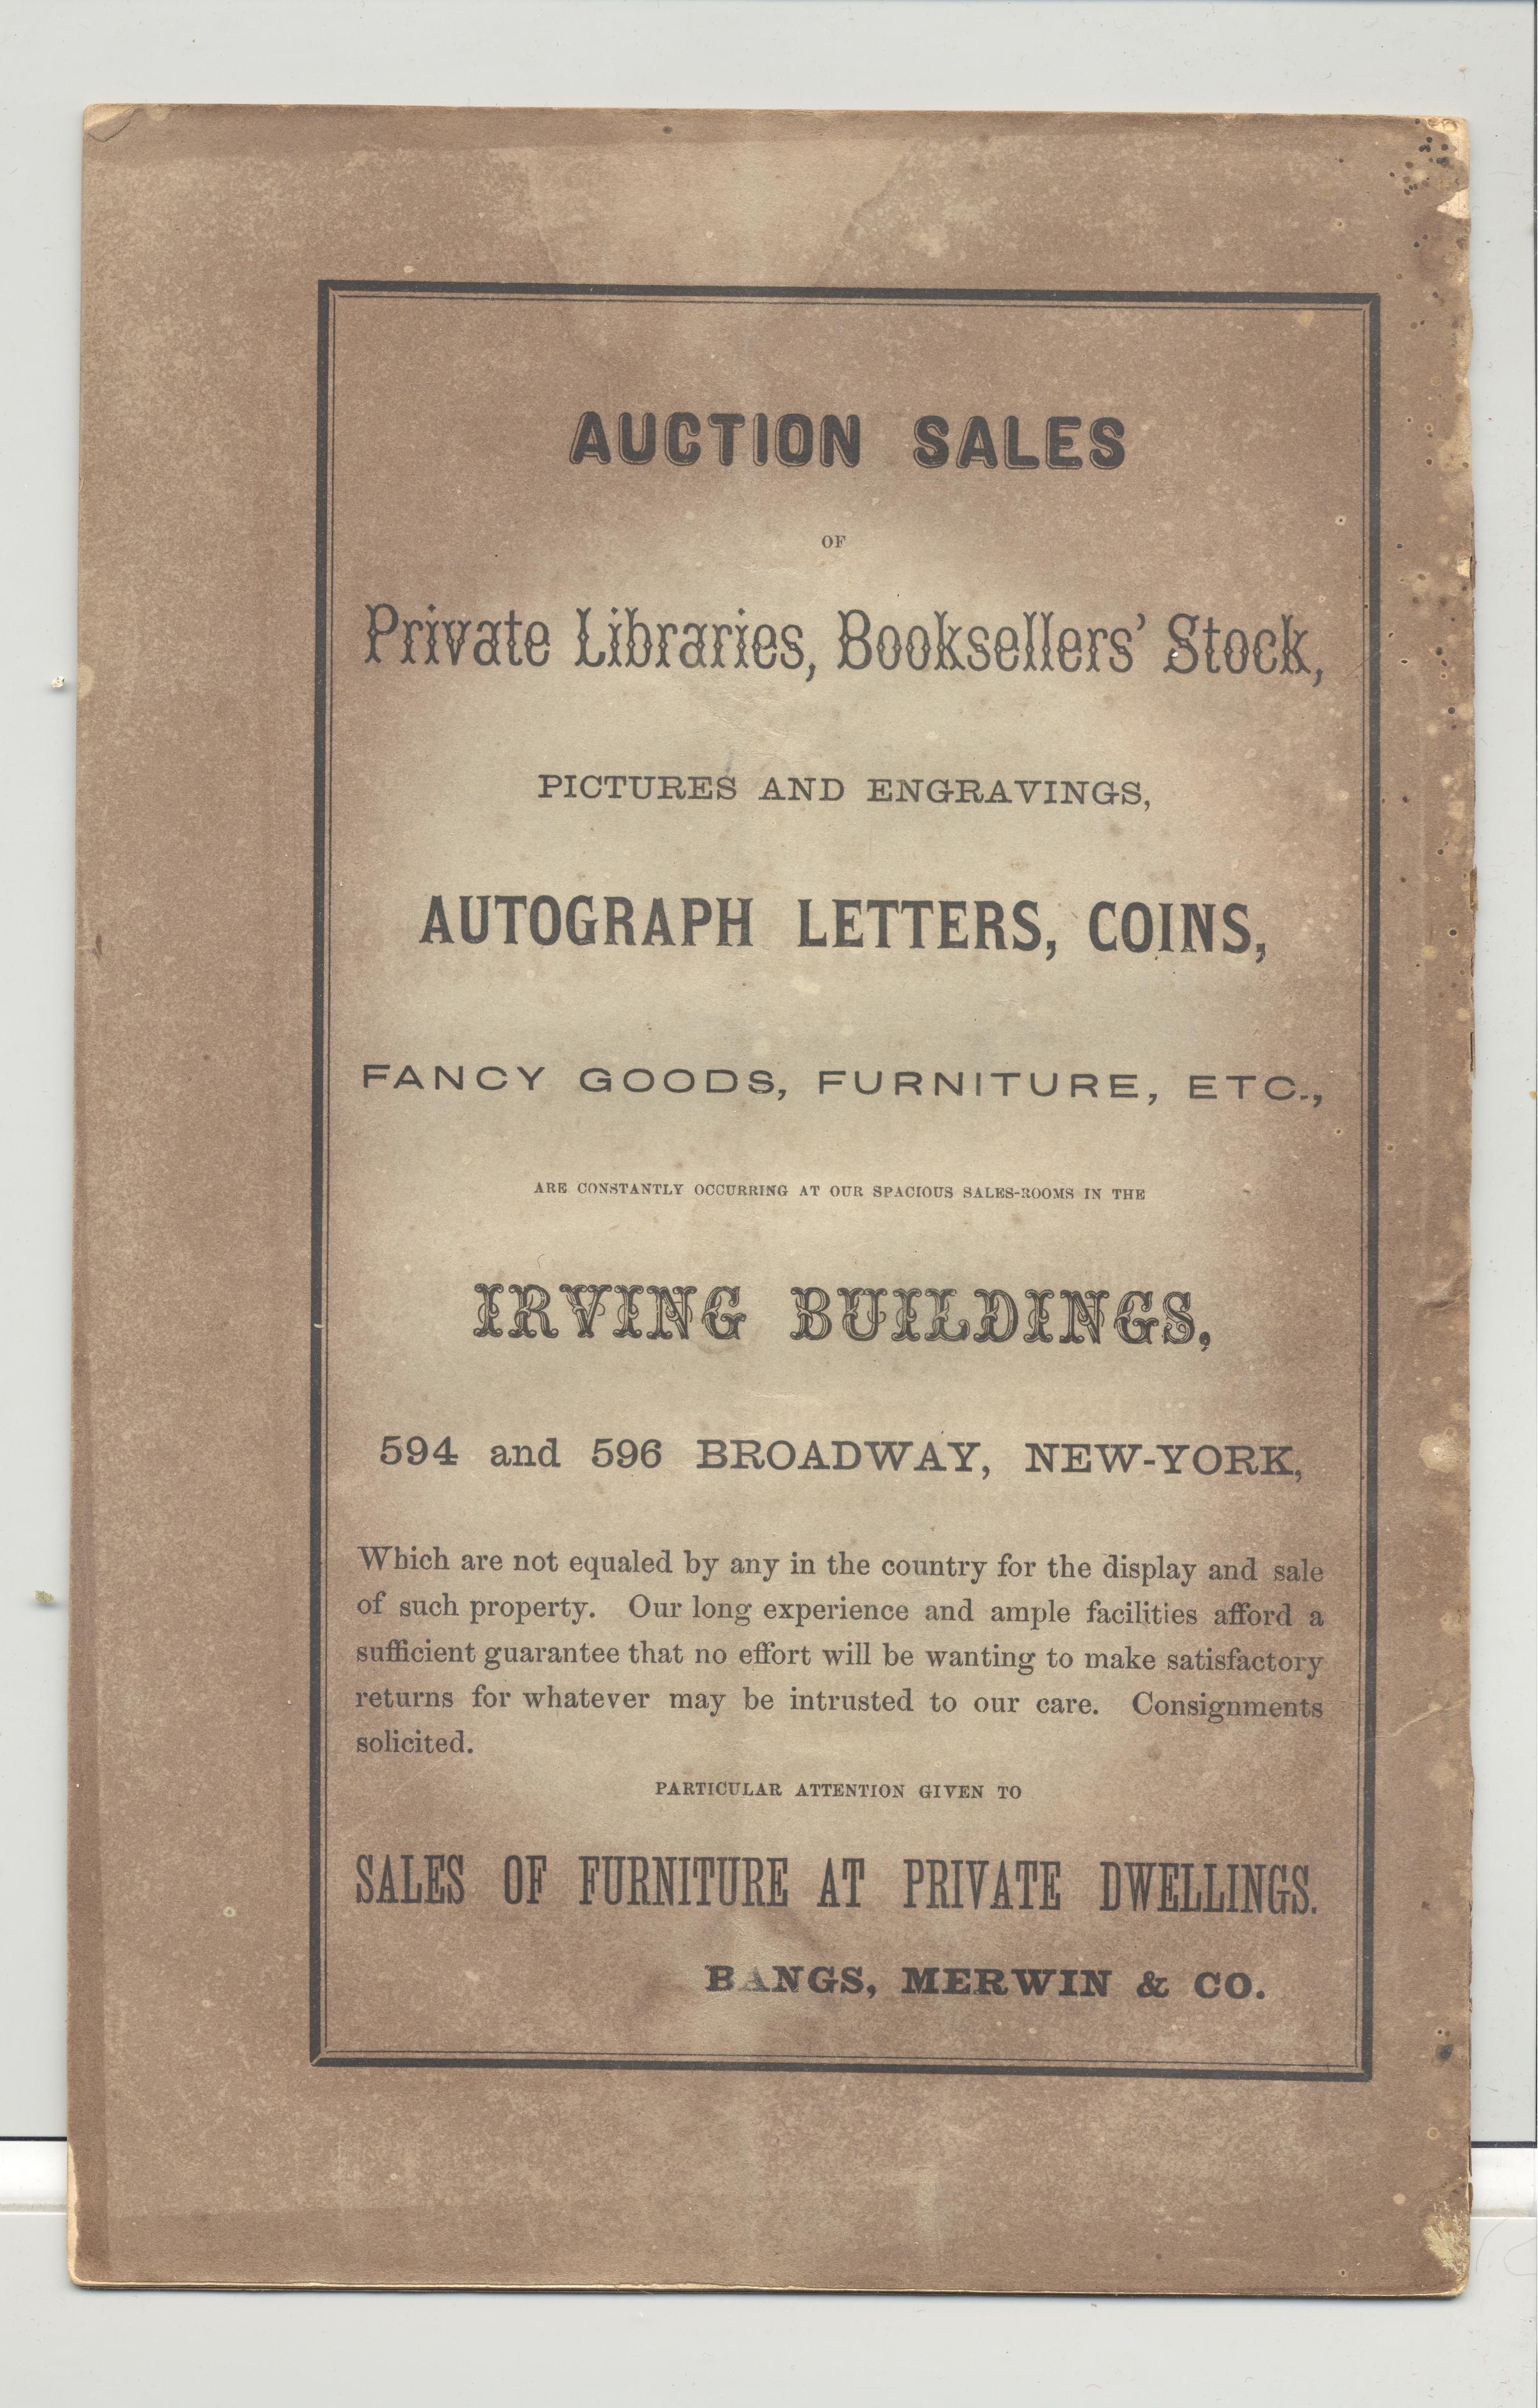 AUCTION SALES
OF
Private Libraries, Booksellers' Stock,
PICTURES AND ENGRAVINGS,
AUTOGRAPH LETTERS, COINS,
FANCY GOODS, FURNITURE, ETC.,
ARE CONSTANTLY OCCURRING AT OUR SPACIOUS SALES-ROOMS IN THE
IRVING BUILDINGS,
594 and 596 BROADWAY, NEW-YORK,
Which are not equaled by any in the country for the display and sale
of such property. Our long experience and ample facilities afford a
sufficient guarantee that no effort will be wanting to make satisfactory
returns for whatever may be intrusted to our care. Consignments
solicited.
PARTICULAR ATTENTION GIVEN TO
SALES OF FURNITURE AT PRIVATE DWELLINGS.
BANGS, MERWIN & CO.